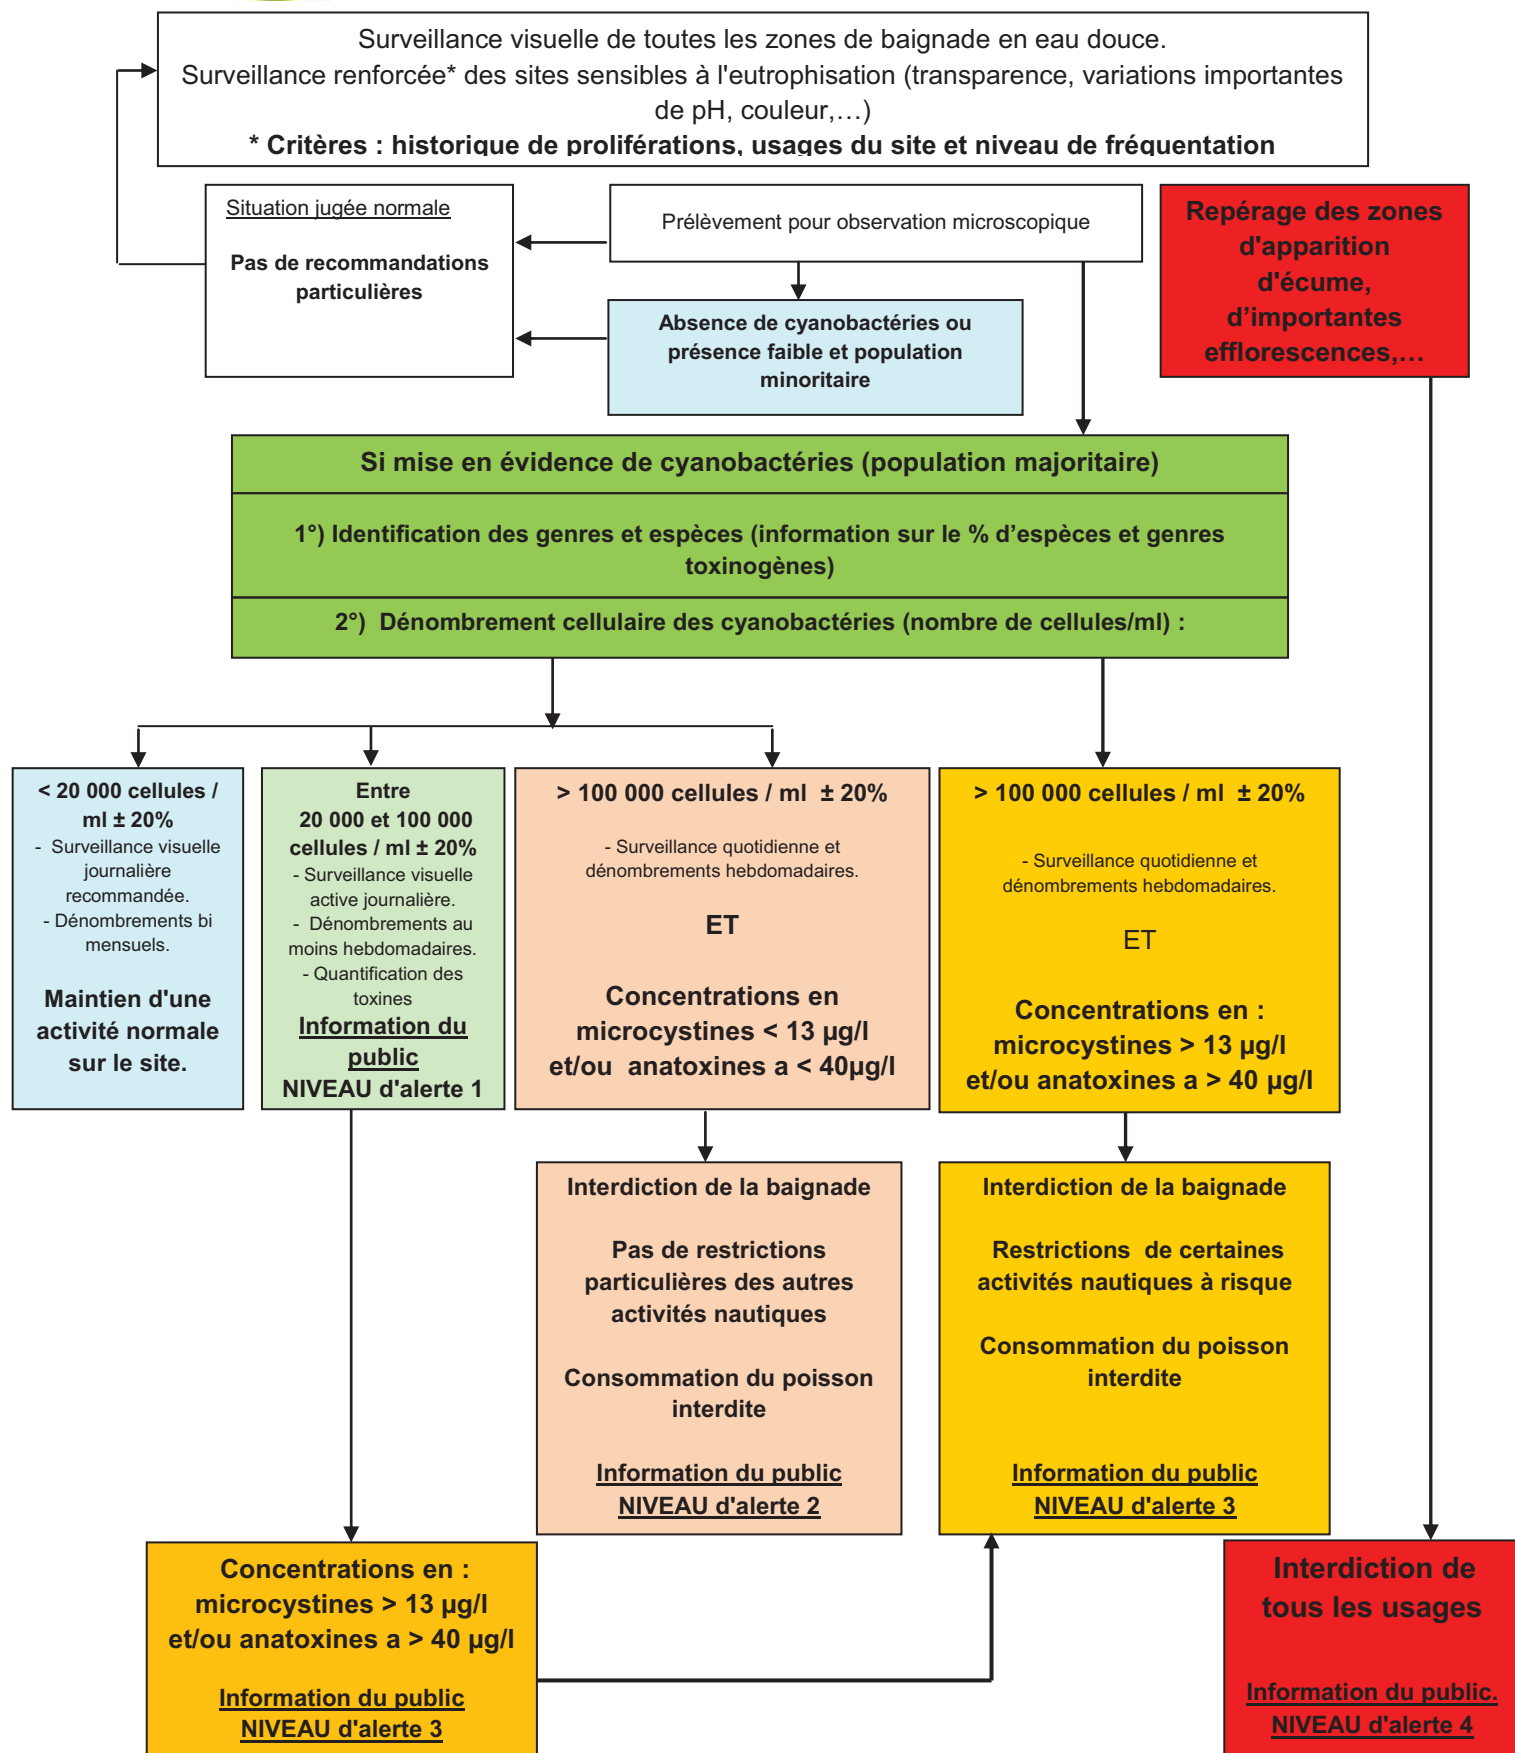 Surveillance visuelle de toutes les zones de baignade en eau douce.
Surveillance renforcée* des sites sensibles à l'eutrophisation (transparence, variations importantes
de pH, couleur,…)
* Critères : historique de proliférations, usages du site et niveau de fréquentation
Situation jugée normale
Pas de recommandations
particulières
Prélèvement pour observation microscopique
Repérage des zones
d'apparition
d'écume,
d'importantes
efflorescences,…
Absence de cyanobactéries ou
présence faible et population
minoritaire
Si mise en évidence de cyanobactéries (population majoritaire)
1°) Identification des genres et espèces (information sur le % d'espèces et genres
toxinogènes)
2°)  Dénombrement cellulaire des cyanobactéries (nombre de cellules/ml) :
< 20 000 cellules /
ml ± 20%
- Surveillance visuelle
journalière
recommandée.
- Dénombrements bi
mensuels.
Maintien d'une
activité normale
sur le site.
Entre
20 000 et 100 000
cellules / ml ± 20%
- Surveillance visuelle
active journalière.
- Dénombrements au
moins hebdomadaires.
- Quantification des
toxines
Information du
public
NIVEAU d'alerte 1
> 100 000 cellules / ml  ± 20%
- Surveillance quotidienne et
dénombrements hebdomadaires.
ET
Concentrations en
microcystines < 13 µg/l
et/ou  anatoxines a < 40µg/l
> 100 000 cellules / ml  ± 20%
- Surveillance quotidienne et
dénombrements hebdomadaires.
ET
Concentrations en :
microcystines > 13 µg/l
et/ou anatoxines a > 40 µg/l
Interdiction de la baignade
Pas de restrictions
particulières des autres
activités nautiques
Consommation du poisson
interdite
Information du public
NIVEAU d'alerte 2
Interdiction de la baignade
Restrictions  de certaines
activités nautiques à risque
Consommation du poisson
interdite
Information du public
NIVEAU d'alerte 3
Concentrations en :
microcystines > 13 µg/l
et/ou anatoxines a > 40 µg/l
Information du public
NIVEAU d'alerte 3
Interdiction de
tous les usages
Information du public.
NIVEAU d'alerte 4